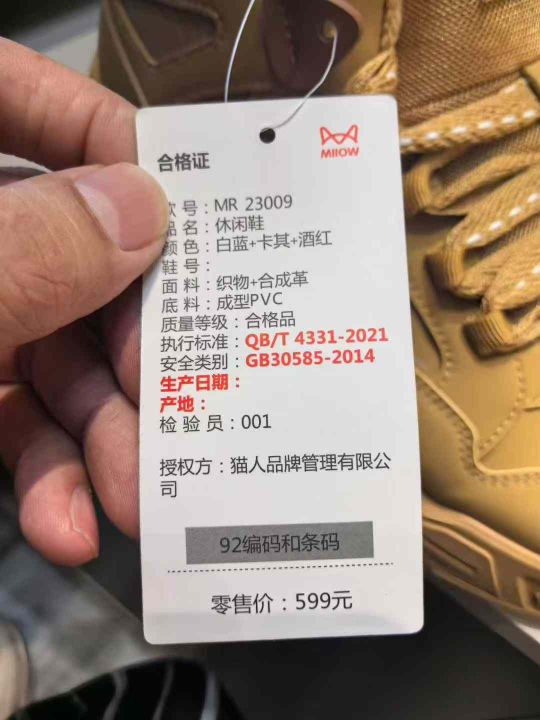 合格证
MIIOW
款 号：MR 23009
品 名：休闲鞋
颜 色：白蓝+卡其+酒红
鞋 号：
面 料：织物+合成革
底 料：成型PVC
质量等级：合格品
执行标准：QB/T 4331-2021
安全类别：GB30585-2014
生产日期：
产地：
检 验 员：001
授权方：猫人品牌管理有限公
司
92编码和条码
零售价：599元